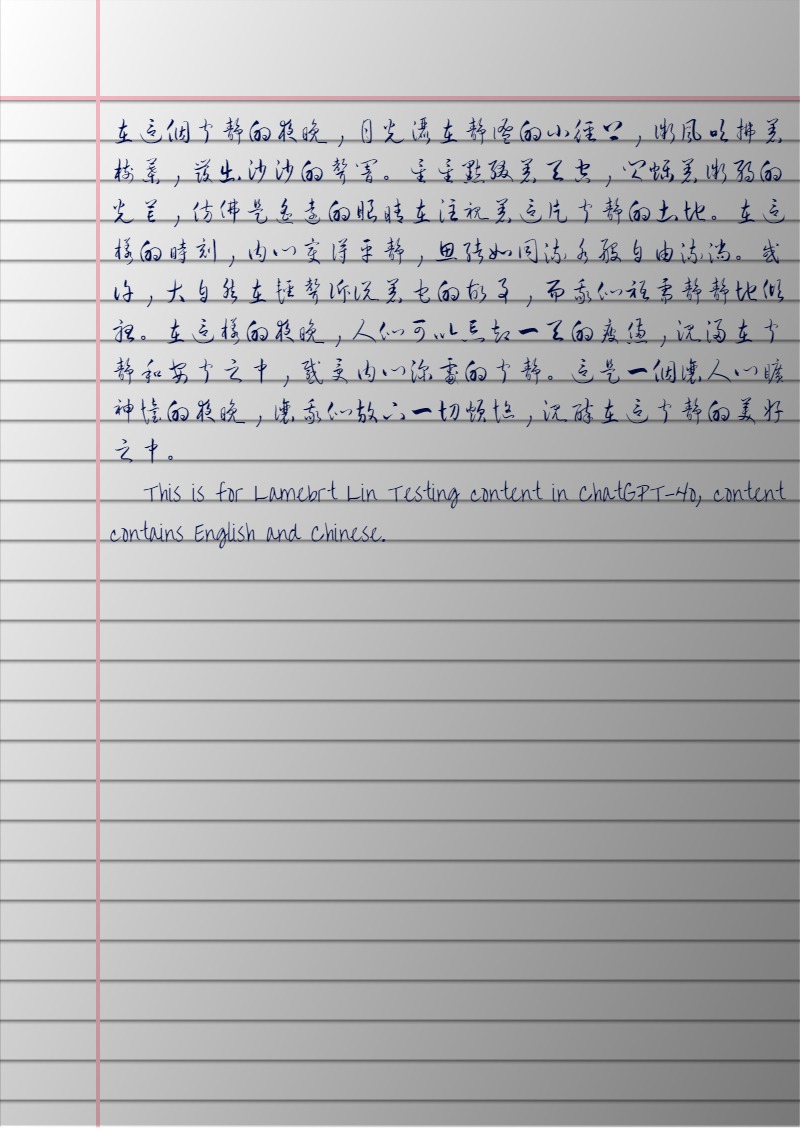 在這個寧靜的夜晚，月光灑在靜謐的小徑上，微風吹拂着
樹葉，發出沙沙的聲響。星星點綴着天空，閃爍着微弱的
光芒，彷彿是遙遠的眼睛在注視着這片寧靜的土地。在這
樣的時刻，內心變得平靜，思緒如同流水般自由流淌。或
許，大自然在輕聲訴說着它的故事，而我們只需靜靜地傾
聽。在這樣的夜晚，人們可以忘卻一天的疲憊，沉浸在寧
靜和安寧之中，感受內心深處的寧靜。這是一個讓人心曠
神怡的夜晚，讓我們放下一切煩惱，沉醉在這寧靜的美好
之中。
This is for Lamebrt Lin Testing content in ChatGPT-4o, content
contains English and Chinese.